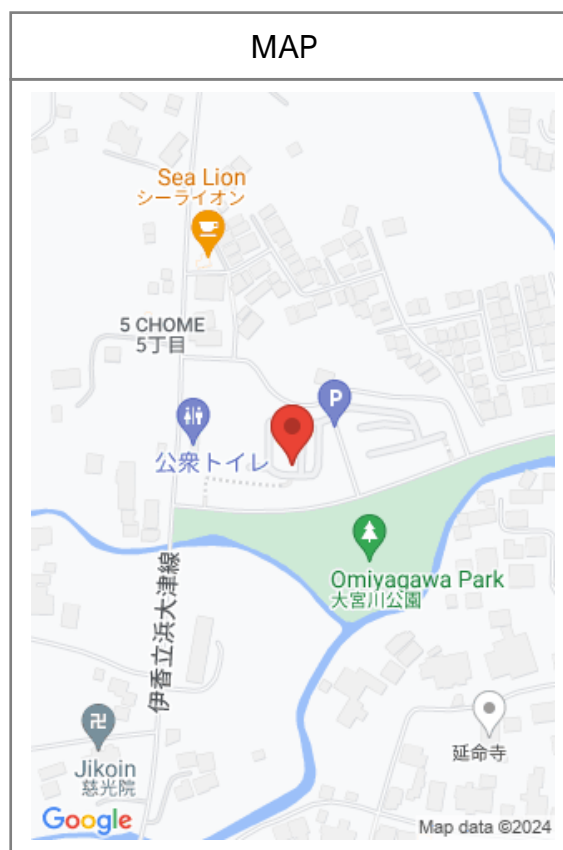 MAP
Sea Lion
シーライオン
5 CHOME
5丁目
P
公衆トイレ
Omiyagawa Park
大宮川公園
伊香立浜大津線
卍
Jikoin
慈光院
延命寺
Google
Map data ©2024